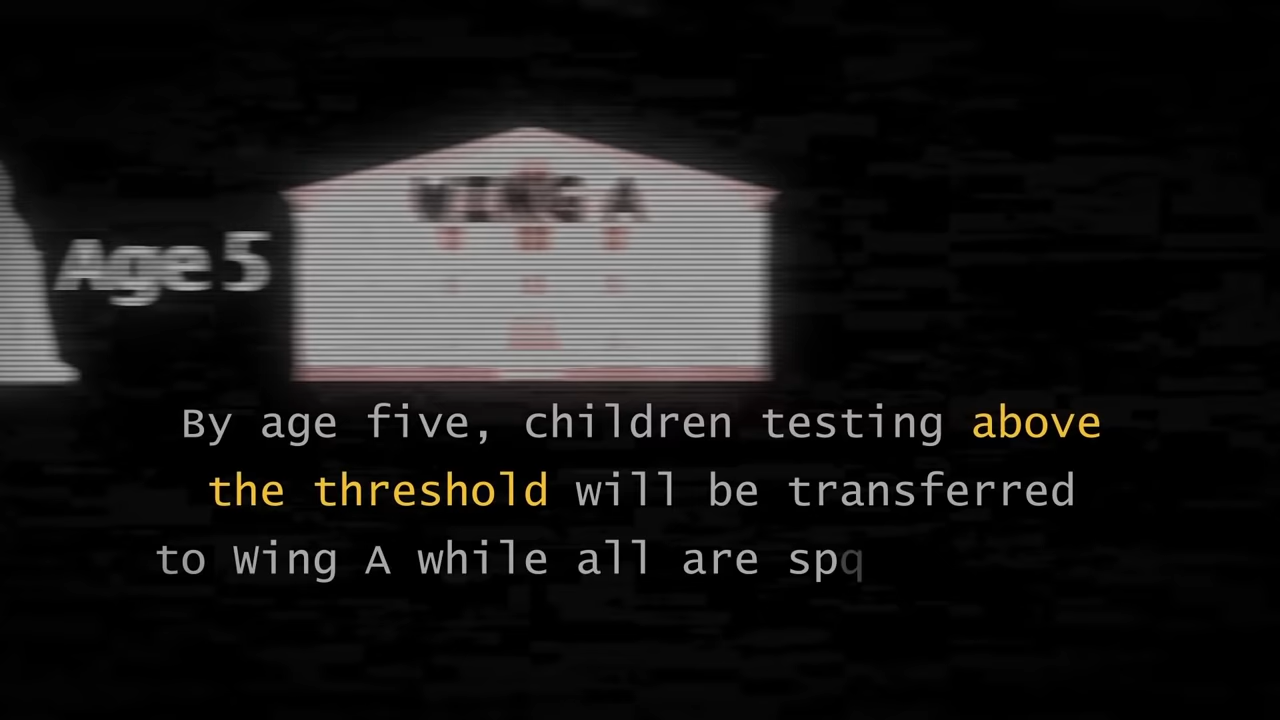 WING A
Age 5
By age five, children testing above
the threshold will be transferred
to Wing A while all are spq